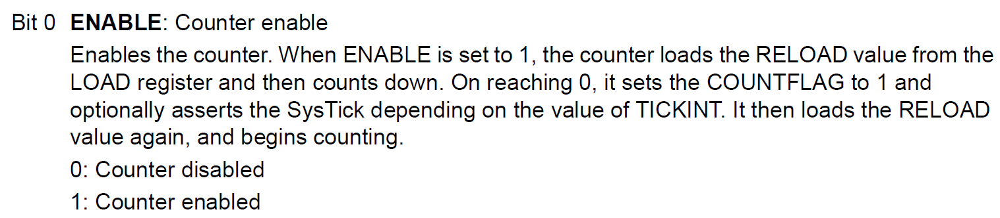 Bit 0 ENABLE: Counter enable
Enables the counter. When ENABLE is set to 1, the counter loads the RELOAD value from the
LOAD register and then counts down. On reaching 0, it sets the COUNTFLAG to 1 and
optionally asserts the SysTick depending on the value of TICKINT. It then loads the RELOAD
value again, and begins counting.
0: Counter disabled
1: Counter enabled